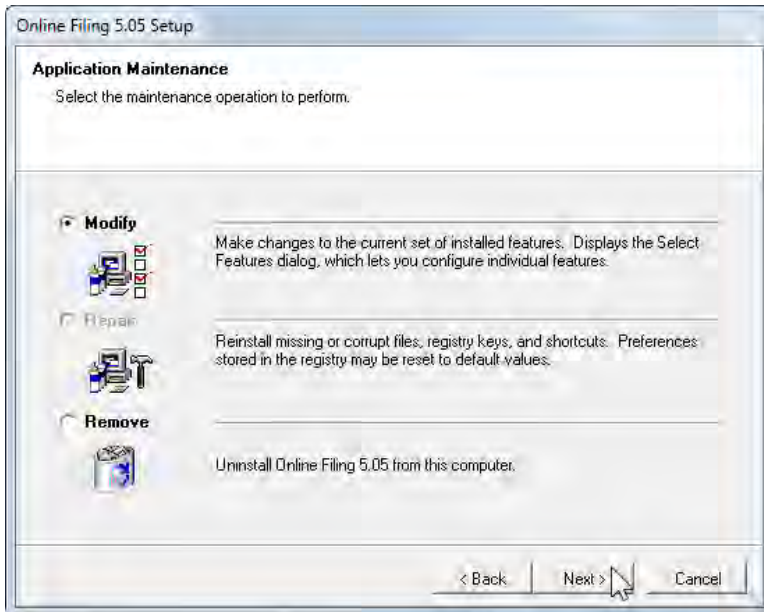 Online Filing 5.05 Setup
Application Maintenance
Select the maintenance operation to perform.
Modify
Make changes to the current set of installed features. Displays the Select
Features dialog, which lets you configure individual features.
Repair
Reinstall missing or corrupt files, registry keys, and shortcuts. Preferences
stored in the registry may be reset to default values.
Remove
Uninstall Online Filing 5.05 from this computer.
< Back
Next >
Cancel